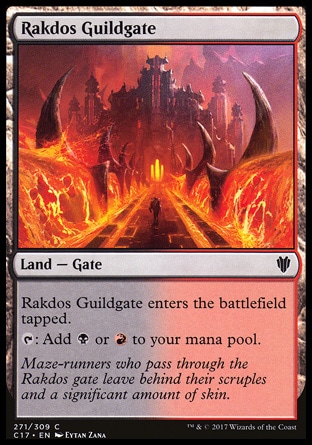 Rakdos Guildgate
Land — Gate
Rakdos Guildgate enters the battlefield
tapped.
: Add or to your mana pool.
Maze-runners who pass through the
Rakdos gate leave behind their scruples
and a significant amount of skin.
271/309 C
C17 • EN Eytan Zana
™ & © 2017 Wizards of the Coast